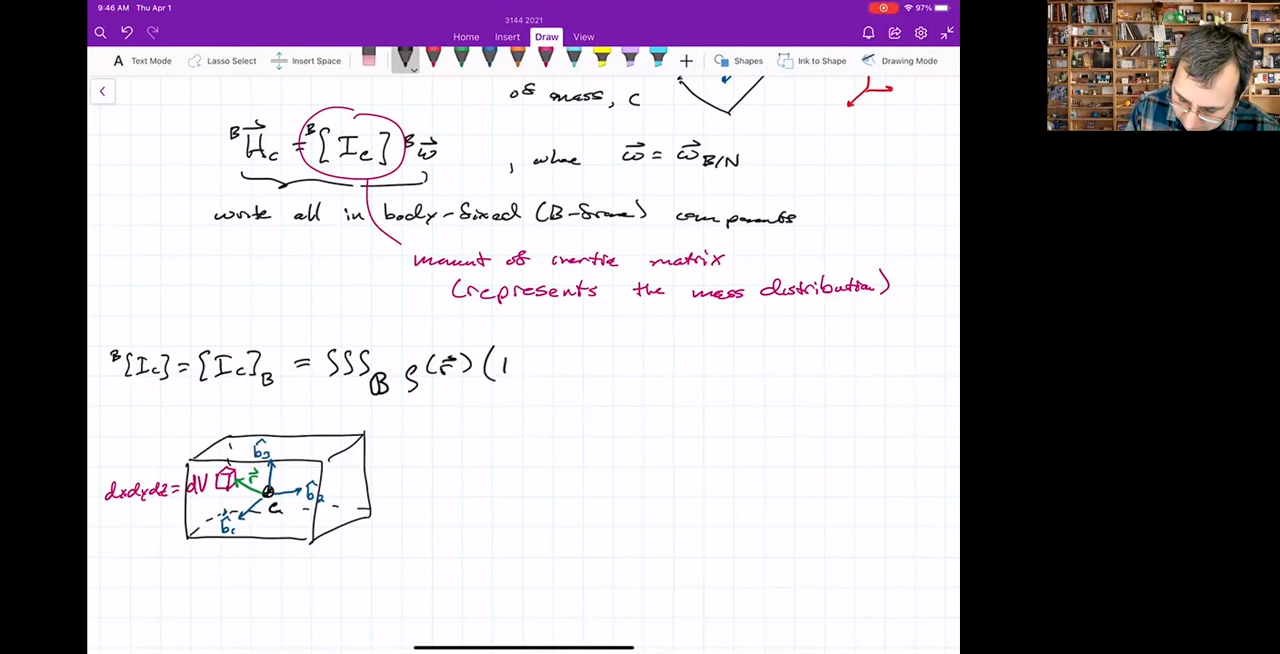 9:46 AM Thu Apr 1
97%
3144 2021
Home Insert Draw View
Text Mode Lasso Select Insert Space Shapes Ink to Shape Drawing Mode
of mass, C
ᴮH⃗c = ᴮ[Ic] ᴮω⃗ , where ω⃗ = ω⃗B/N
write all in body-fixed (B-frame) components
moment of inertia matrix
(represents the mass distribution)
ᴮ[Ic] = [Ic]B = ∫∫∫B ρ(r⃗) (1
b̂3
dxdydz = dV r⃗
b̂2
C
b̂1